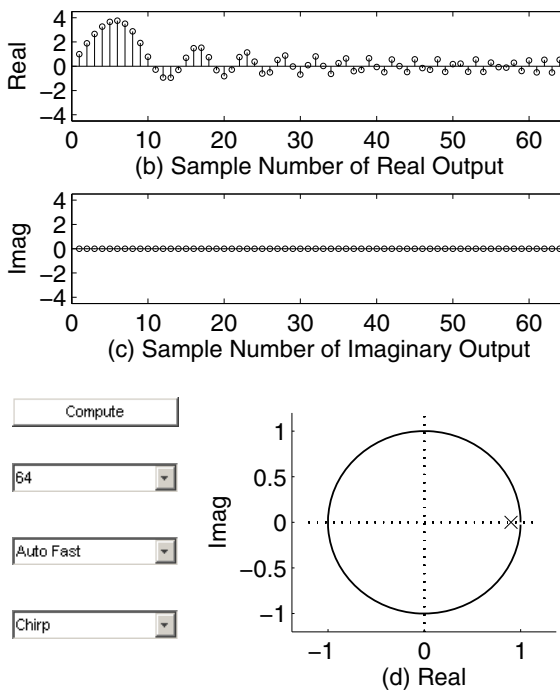 4
2
0
−2
−4
Real
0 10 20 30 40 50 60
(b) Sample Number of Real Output
4
2
0
−2
−4
Imag
0 10 20 30 40 50 60
(c) Sample Number of Imaginary Output
Compute
64
Auto Fast
Chirp
1
0.5
0
−0.5
−1
Imag
−1 0 1
(d) Real